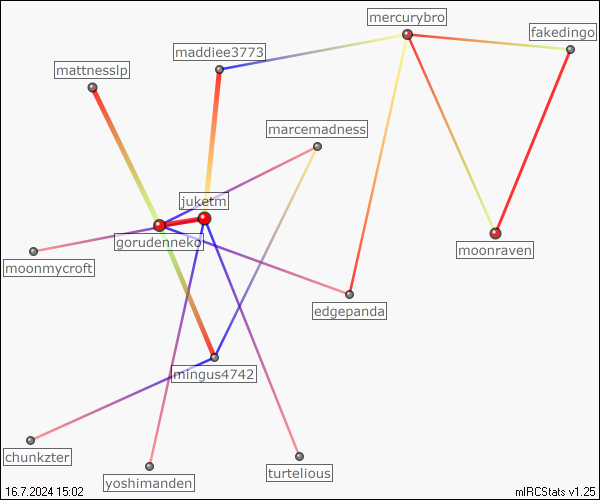 mercurybro
fakedingo
maddiee3773
mattnesslp
marcemadness
juketm
gorudenneko
moonmycroft
moonraven
edgepanda
mingus4742
chunkzter
yoshimanden
turtelious
16.7.2024 15:02
mIRCStats v1.25